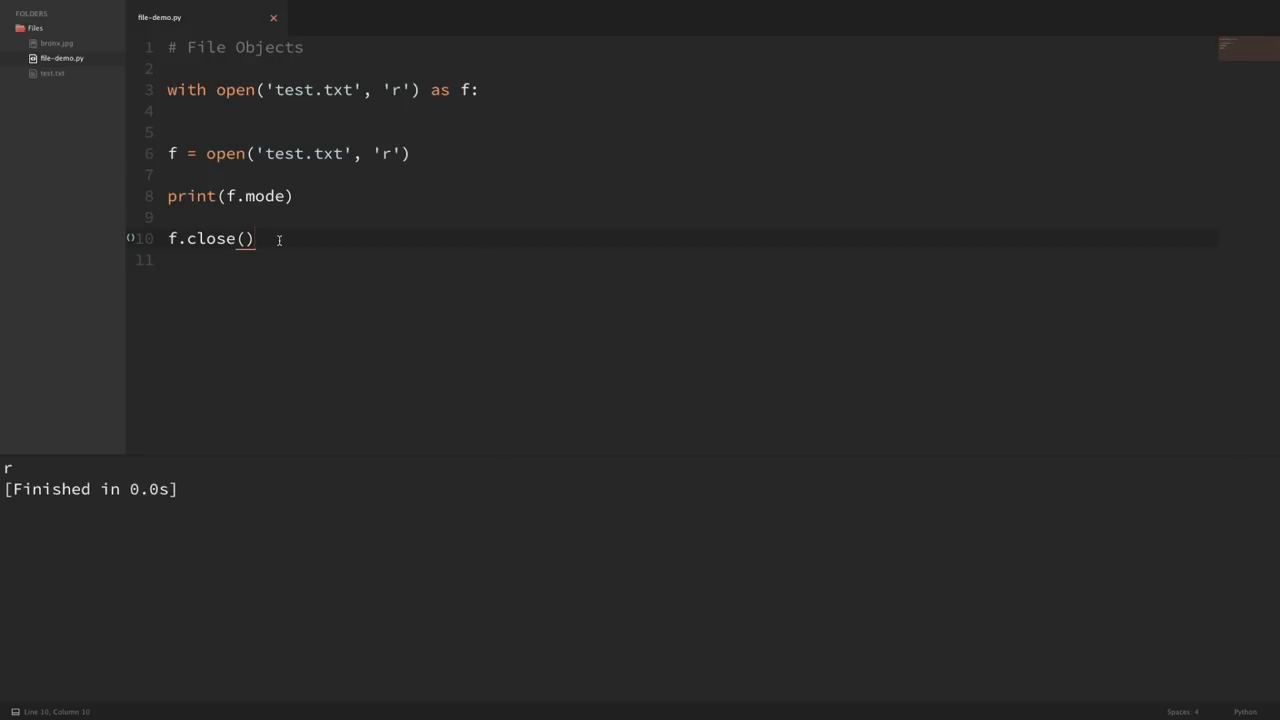 FOLDERS
Files
bronx.jpg
file-demo.py
test.txt
file-demo.py ×
1 # File Objects
2
3 with open('test.txt', 'r') as f:
4
5
6 f = open('test.txt', 'r')
7
8 print(f.mode)
9
10 f.close()
11
r
[Finished in 0.0s]
Line 10, Column 10
Spaces: 4
Python